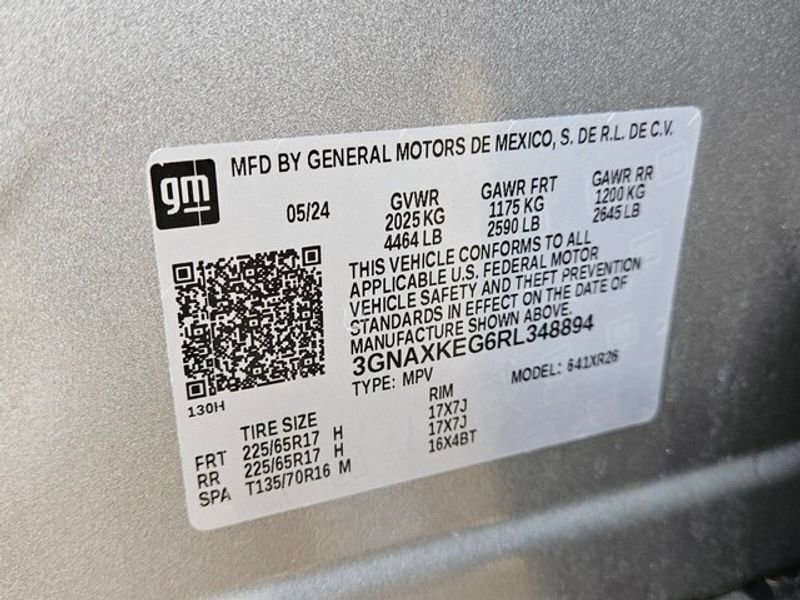 gm
MFD BY GENERAL MOTORS DE MEXICO, S. DE R.L. DE C.V.
05/24
GVWR GAWR FRT GAWR RR
2025 KG 1175 KG 1200 KG
4464 LB 2590 LB 2645 LB
THIS VEHICLE CONFORMS TO ALL
APPLICABLE U.S. FEDERAL MOTOR
VEHICLE SAFETY AND THEFT PREVENTION
STANDARDS IN EFFECT ON THE DATE OF
MANUFACTURE SHOWN ABOVE.
3GNAXKEG6RL348894
TYPE: MPV MODEL: 641XR26
130H
TIRE SIZE RIM
FRT 225/65R17 H 17X7J
RR 225/65R17 H 17X7J
SPA T135/70R16 M 16X4BT